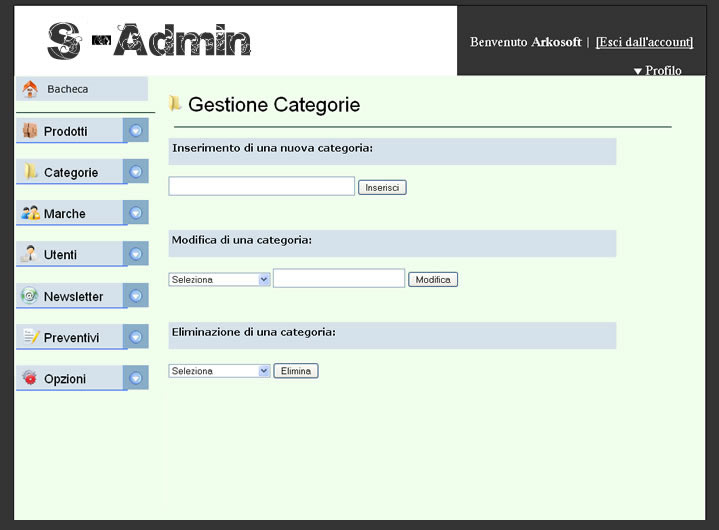 S-Admin
Benvenuto Arkosoft | [Esci dall'account]
Profilo
Bacheca
Prodotti
Categorie
Marche
Utenti
Newsletter
Preventivi
Opzioni
Gestione Categorie
Inserimento di una nuova categoria:
Inserisci
Modifica di una categoria:
Seleziona Modifica
Eliminazione di una categoria:
Seleziona Elimina